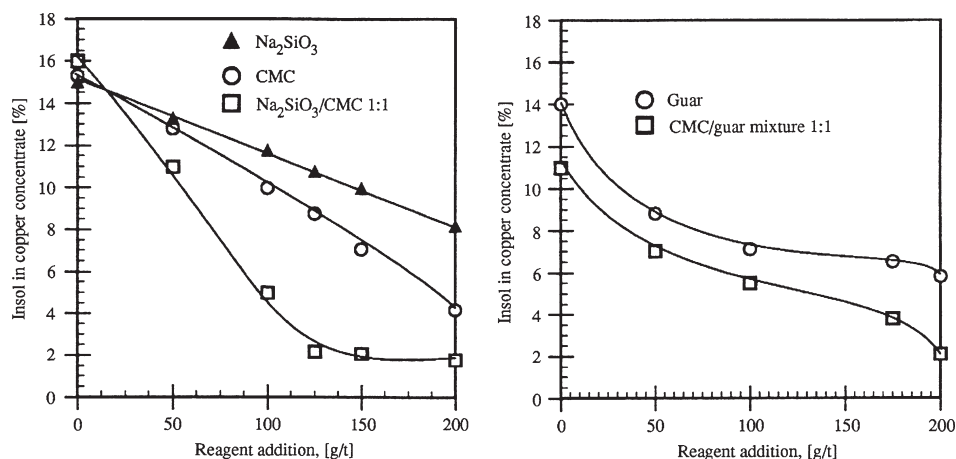 18
16
14
12
10
8
6
4
2
0
Insol in copper concentrate [%]
Na2SiO3
CMC
Na2SiO3/CMC 1:1
0 50 100 150 200
Reagent addition, [g/t]
18
16
14
12
10
8
6
4
2
0
Insol in copper concentrate [%]
Guar
CMC/guar mixture 1:1
0 50 100 150 200
Reagent addition, [g/t]